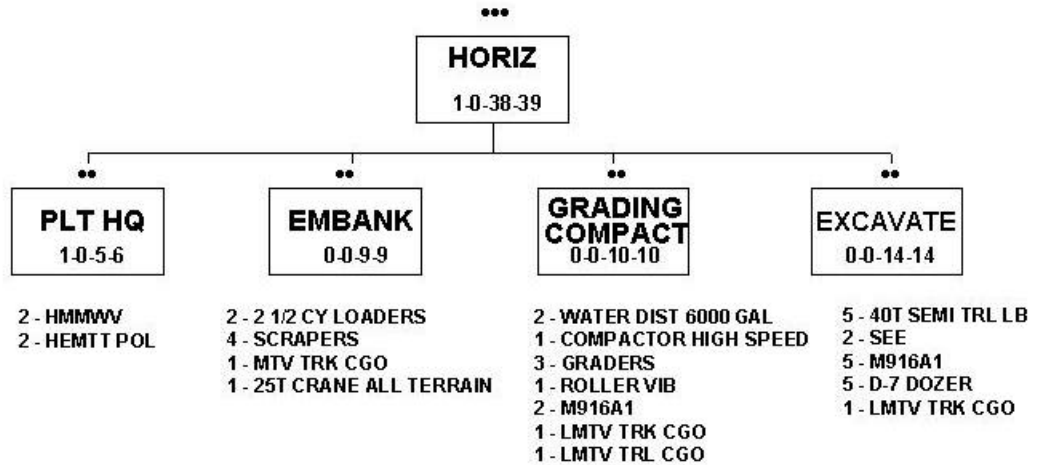 HORIZ
1-0-38-39
PLT HQ
1-0-5-6
EMBANK
0-0-9-9
GRADING
COMPACT
0-0-10-10
EXCAVATE
0-0-14-14
2 - HMMWV
2 - HEMTT POL
2 - 2 1/2 CY LOADERS
4 - SCRAPERS
1 - MTV TRK CGO
1 - 25T CRANE ALL TERRAIN
2 - WATER DIST 6000 GAL
1 - COMPACTOR HIGH SPEED
3 - GRADERS
1 - ROLLER VIB
2 - M916A1
1 - LMTV TRK CGO
1 - LMTV TRL CGO
5 - 40T SEMI TRL LB
2 - SEE
5 - M916A1
5 - D-7 DOZER
1 - LMTV TRK CGO